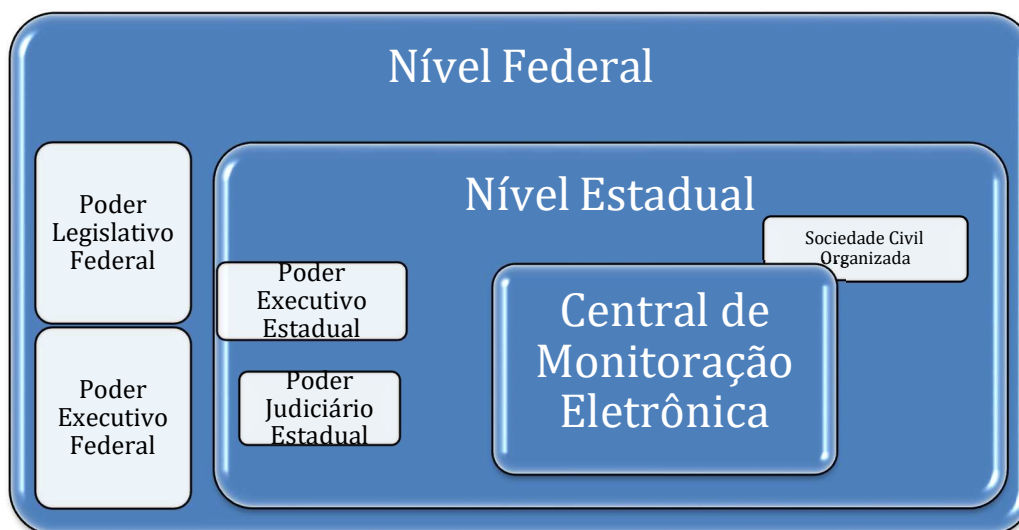 Nível Federal
Poder
Legislativo
Federal
Poder
Executivo
Federal
Nível Estadual
Sociedade Civil
Organizada
Poder
Executivo
Estadual
Poder
Judiciário
Estadual
Central de
Monitoração
Eletrônica